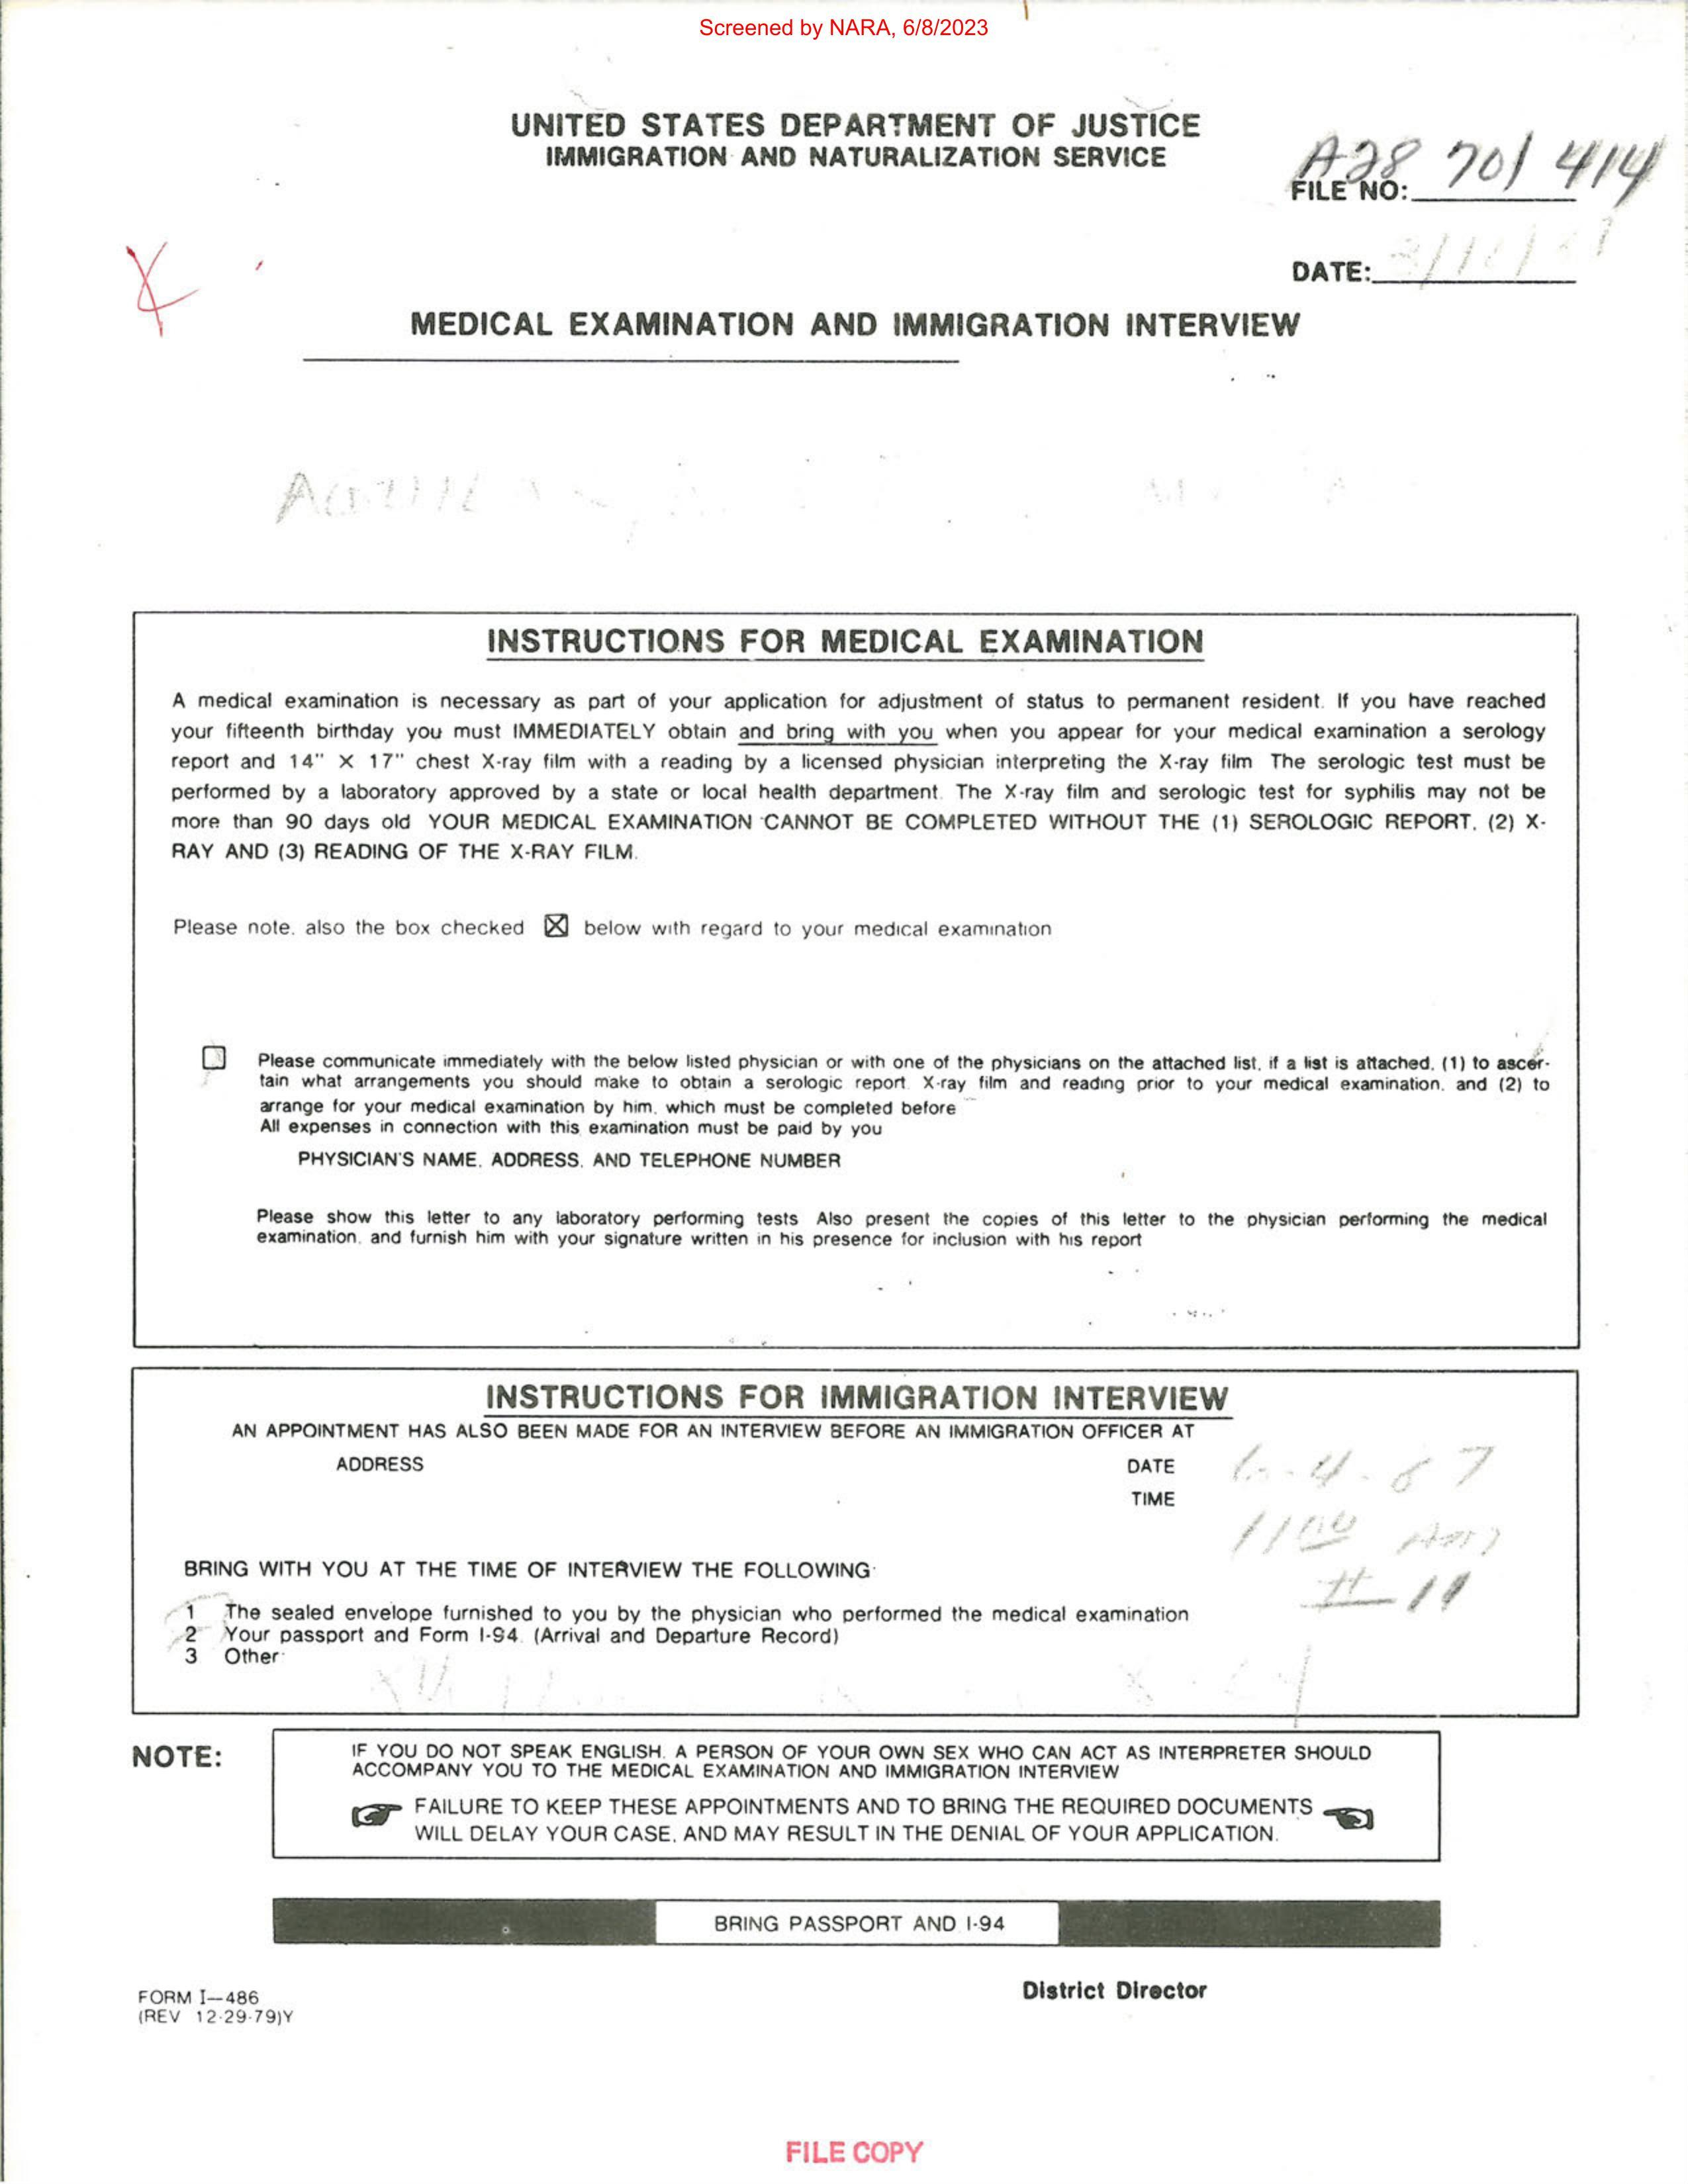 Screened by NARA, 6/8/2023
UNITED STATES DEPARTMENT OF JUSTICE
IMMIGRATION AND NATURALIZATION SERVICE
A28 701 414
FILE NO:
DATE:
MEDICAL EXAMINATION AND IMMIGRATION INTERVIEW
INSTRUCTIONS FOR MEDICAL EXAMINATION
A medical examination is necessary as part of your application for adjustment of status to permanent resident. If you have reached
your fifteenth birthday you must IMMEDIATELY obtain and bring with you when you appear for your medical examination a serology
report and 14" X 17" chest X-ray film with a reading by a licensed physician interpreting the X-ray film The serologic test must be
performed by a laboratory approved by a state or local health department. The X-ray film and serologic test for syphilis may not be
more than 90 days old YOUR MEDICAL EXAMINATION CANNOT BE COMPLETED WITHOUT THE (1) SEROLOGIC REPORT, (2) X-
RAY AND (3) READING OF THE X-RAY FILM.
Please note, also the box checked ☒ below with regard to your medical examination
☐ Please communicate immediately with the below listed physician or with one of the physicians on the attached list, if a list is attached, (1) to ascer-
tain what arrangements you should make to obtain a serologic report X-ray film and reading prior to your medical examination, and (2) to
arrange for your medical examination by him, which must be completed before
All expenses in connection with this examination must be paid by you
PHYSICIAN'S NAME, ADDRESS, AND TELEPHONE NUMBER
Please show this letter to any laboratory performing tests Also present the copies of this letter to the physician performing the medical
examination, and furnish him with your signature written in his presence for inclusion with his report
INSTRUCTIONS FOR IMMIGRATION INTERVIEW
AN APPOINTMENT HAS ALSO BEEN MADE FOR AN INTERVIEW BEFORE AN IMMIGRATION OFFICER AT
ADDRESS
DATE 6-4-87
TIME 11 00 AM
BRING WITH YOU AT THE TIME OF INTERVIEW THE FOLLOWING:
# 11
1 The sealed envelope furnished to you by the physician who performed the medical examination
2 Your passport and Form I-94. (Arrival and Departure Record)
3 Other:
NOTE:
IF YOU DO NOT SPEAK ENGLISH. A PERSON OF YOUR OWN SEX WHO CAN ACT AS INTERPRETER SHOULD
ACCOMPANY YOU TO THE MEDICAL EXAMINATION AND IMMIGRATION INTERVIEW
FAILURE TO KEEP THESE APPOINTMENTS AND TO BRING THE REQUIRED DOCUMENTS
WILL DELAY YOUR CASE, AND MAY RESULT IN THE DENIAL OF YOUR APPLICATION.
BRING PASSPORT AND I-94
District Director
FORM I-486
(REV 12-29-79)Y
FILE COPY